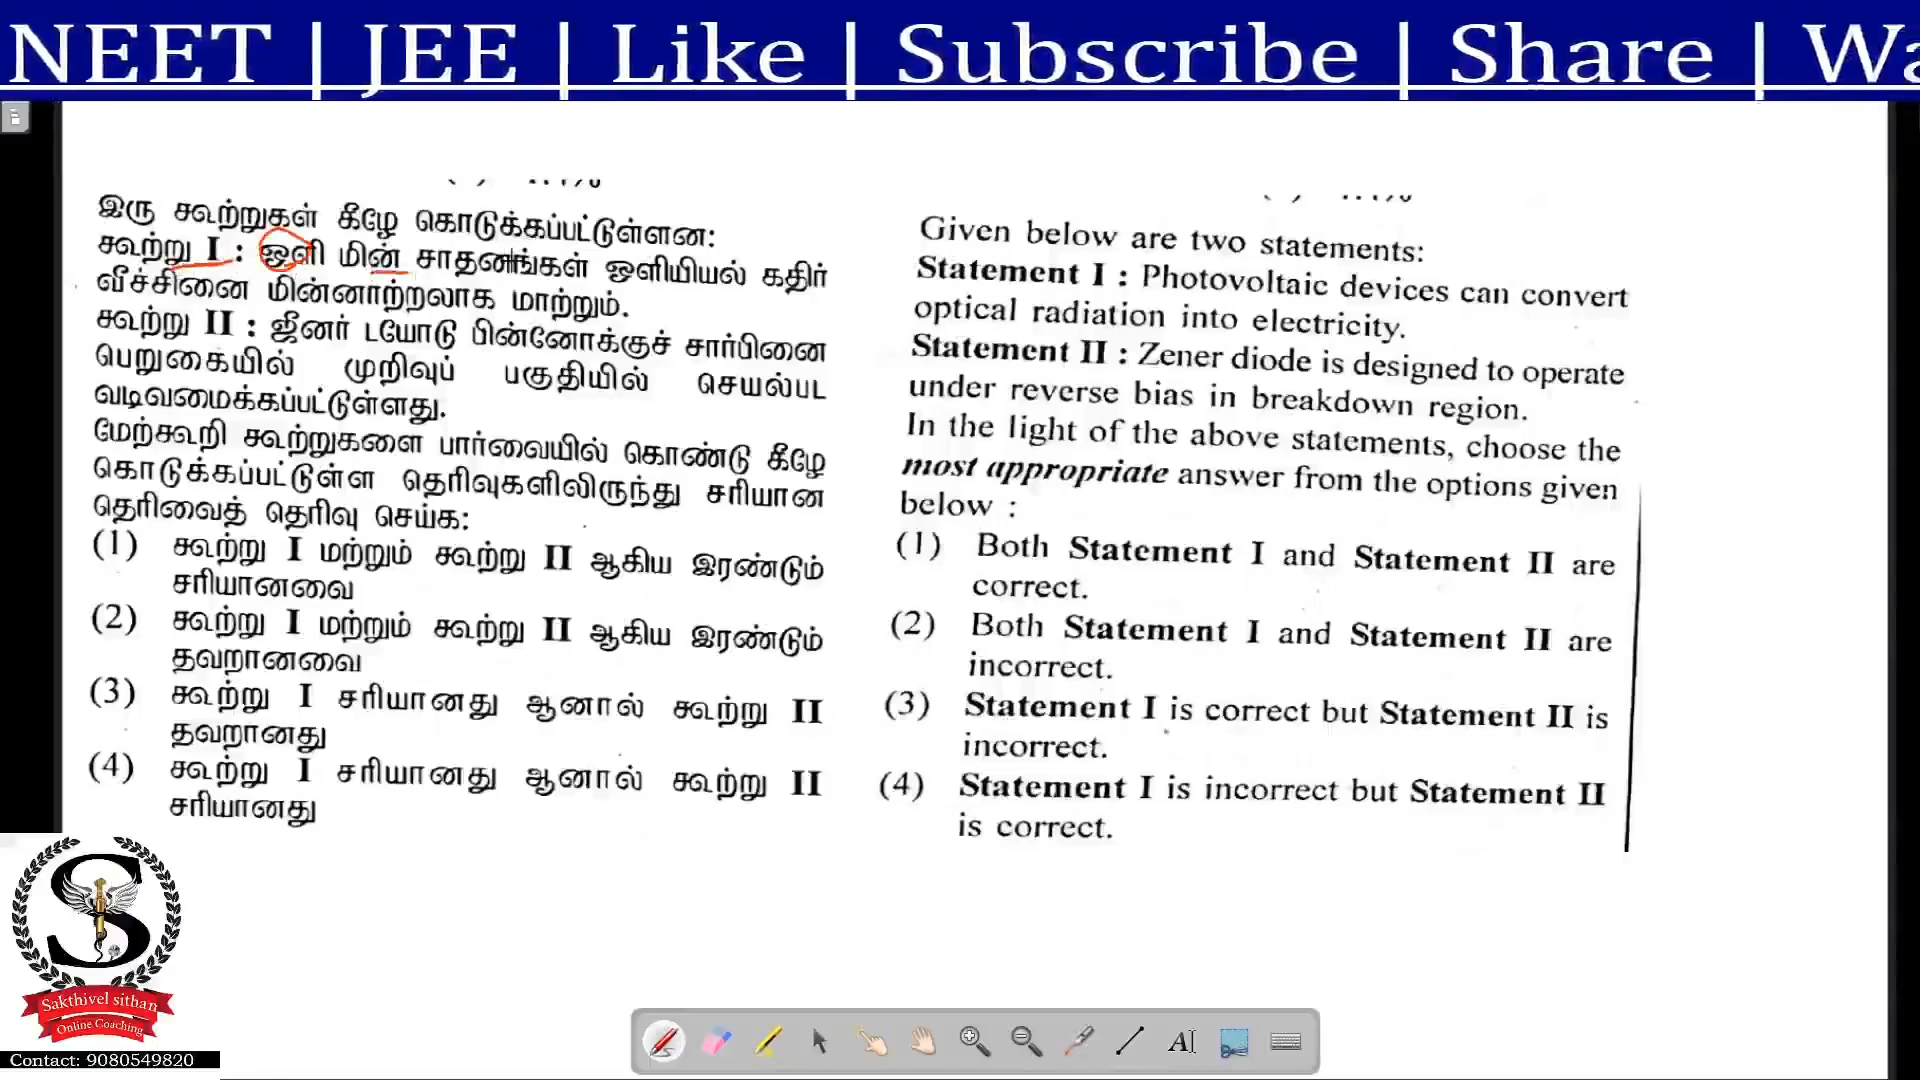 NEET | JEE | Like | Subscribe | Share | Wa
இரு கூற்றுகள் கீழே கொடுக்கப்பட்டுள்ளன:
கூற்று I : ஒளி மின் சாதனங்கள் ஒளியியல் கதிர்
வீச்சினை மின்னாற்றலாக மாற்றும்.
கூற்று II : ஜீனர் டயோடு பின்னோக்குச் சார்பினை
பெறுகையில் முறிவுப் பகுதியில் செயல்பட
வடிவமைக்கப்பட்டுள்ளது.
மேற்கூறி கூற்றுகளை பார்வையில் கொண்டு கீழே
கொடுக்கப்பட்டுள்ள தெரிவுகளிலிருந்து சரியான
தெரிவைத் தெரிவு செய்க:
(1) கூற்று I மற்றும் கூற்று II ஆகிய இரண்டும்
சரியானவை
(2) கூற்று I மற்றும் கூற்று II ஆகிய இரண்டும்
தவறானவை
(3) கூற்று I சரியானது ஆனால் கூற்று II
தவறானது
(4) கூற்று I சரியானது ஆனால் கூற்று II
சரியானது
Given below are two statements:
Statement I : Photovoltaic devices can convert
optical radiation into electricity.
Statement II : Zener diode is designed to operate
under reverse bias in breakdown region.
In the light of the above statements, choose the
most appropriate answer from the options given
below :
(1) Both Statement I and Statement II are
correct.
(2) Both Statement I and Statement II are
incorrect.
(3) Statement I is correct but Statement II is
incorrect.
(4) Statement I is incorrect but Statement II
is correct.
S
Sakthivel sithan
Online Coaching
Contact: 9080549820